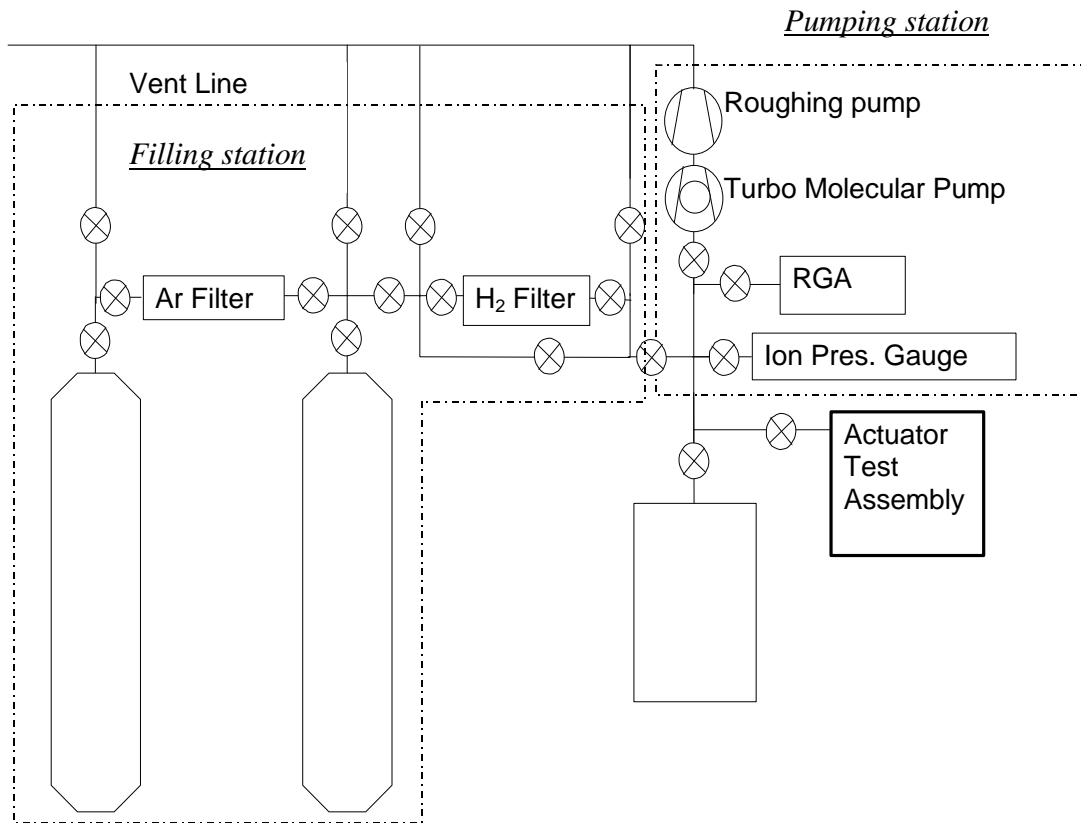 Pumping station
Vent Line
Roughing pump
Filling station
Turbo Molecular Pump
Ar Filter
H₂ Filter
RGA
Ion Pres. Gauge
Actuator
Test
Assembly